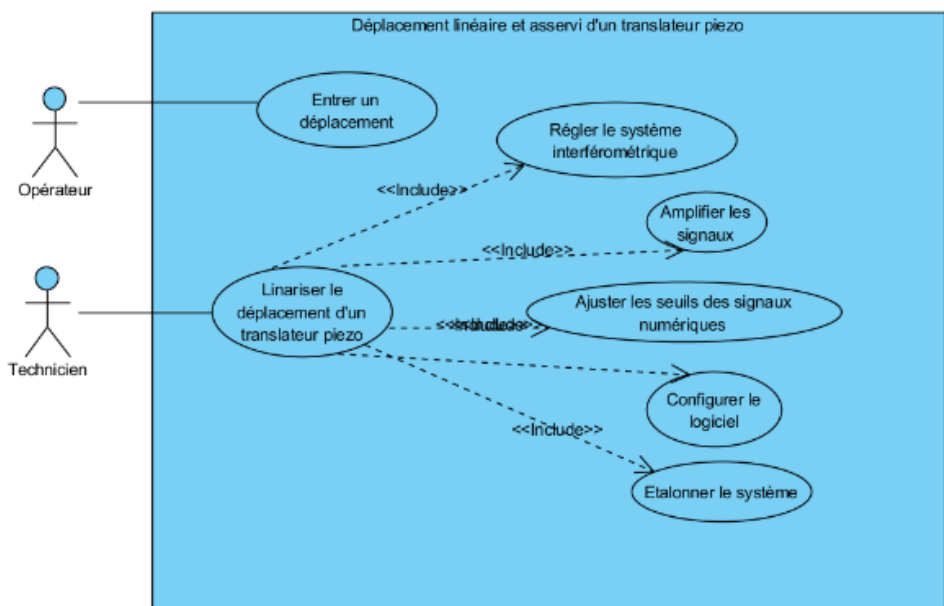 Déplacement linéaire et asservi d'un translateur piezo
Entrer un
déplacement
Opérateur
Régler le système
interférométrique
<<Include>>
Amplifier les
signaux
<<Include>>
Technicien
Linariser le
déplacement d'un
translateur piezo
Ajuster les seuils des signaux
numériques
Configurer le
logiciel
<<Include>>
Etalonner le système